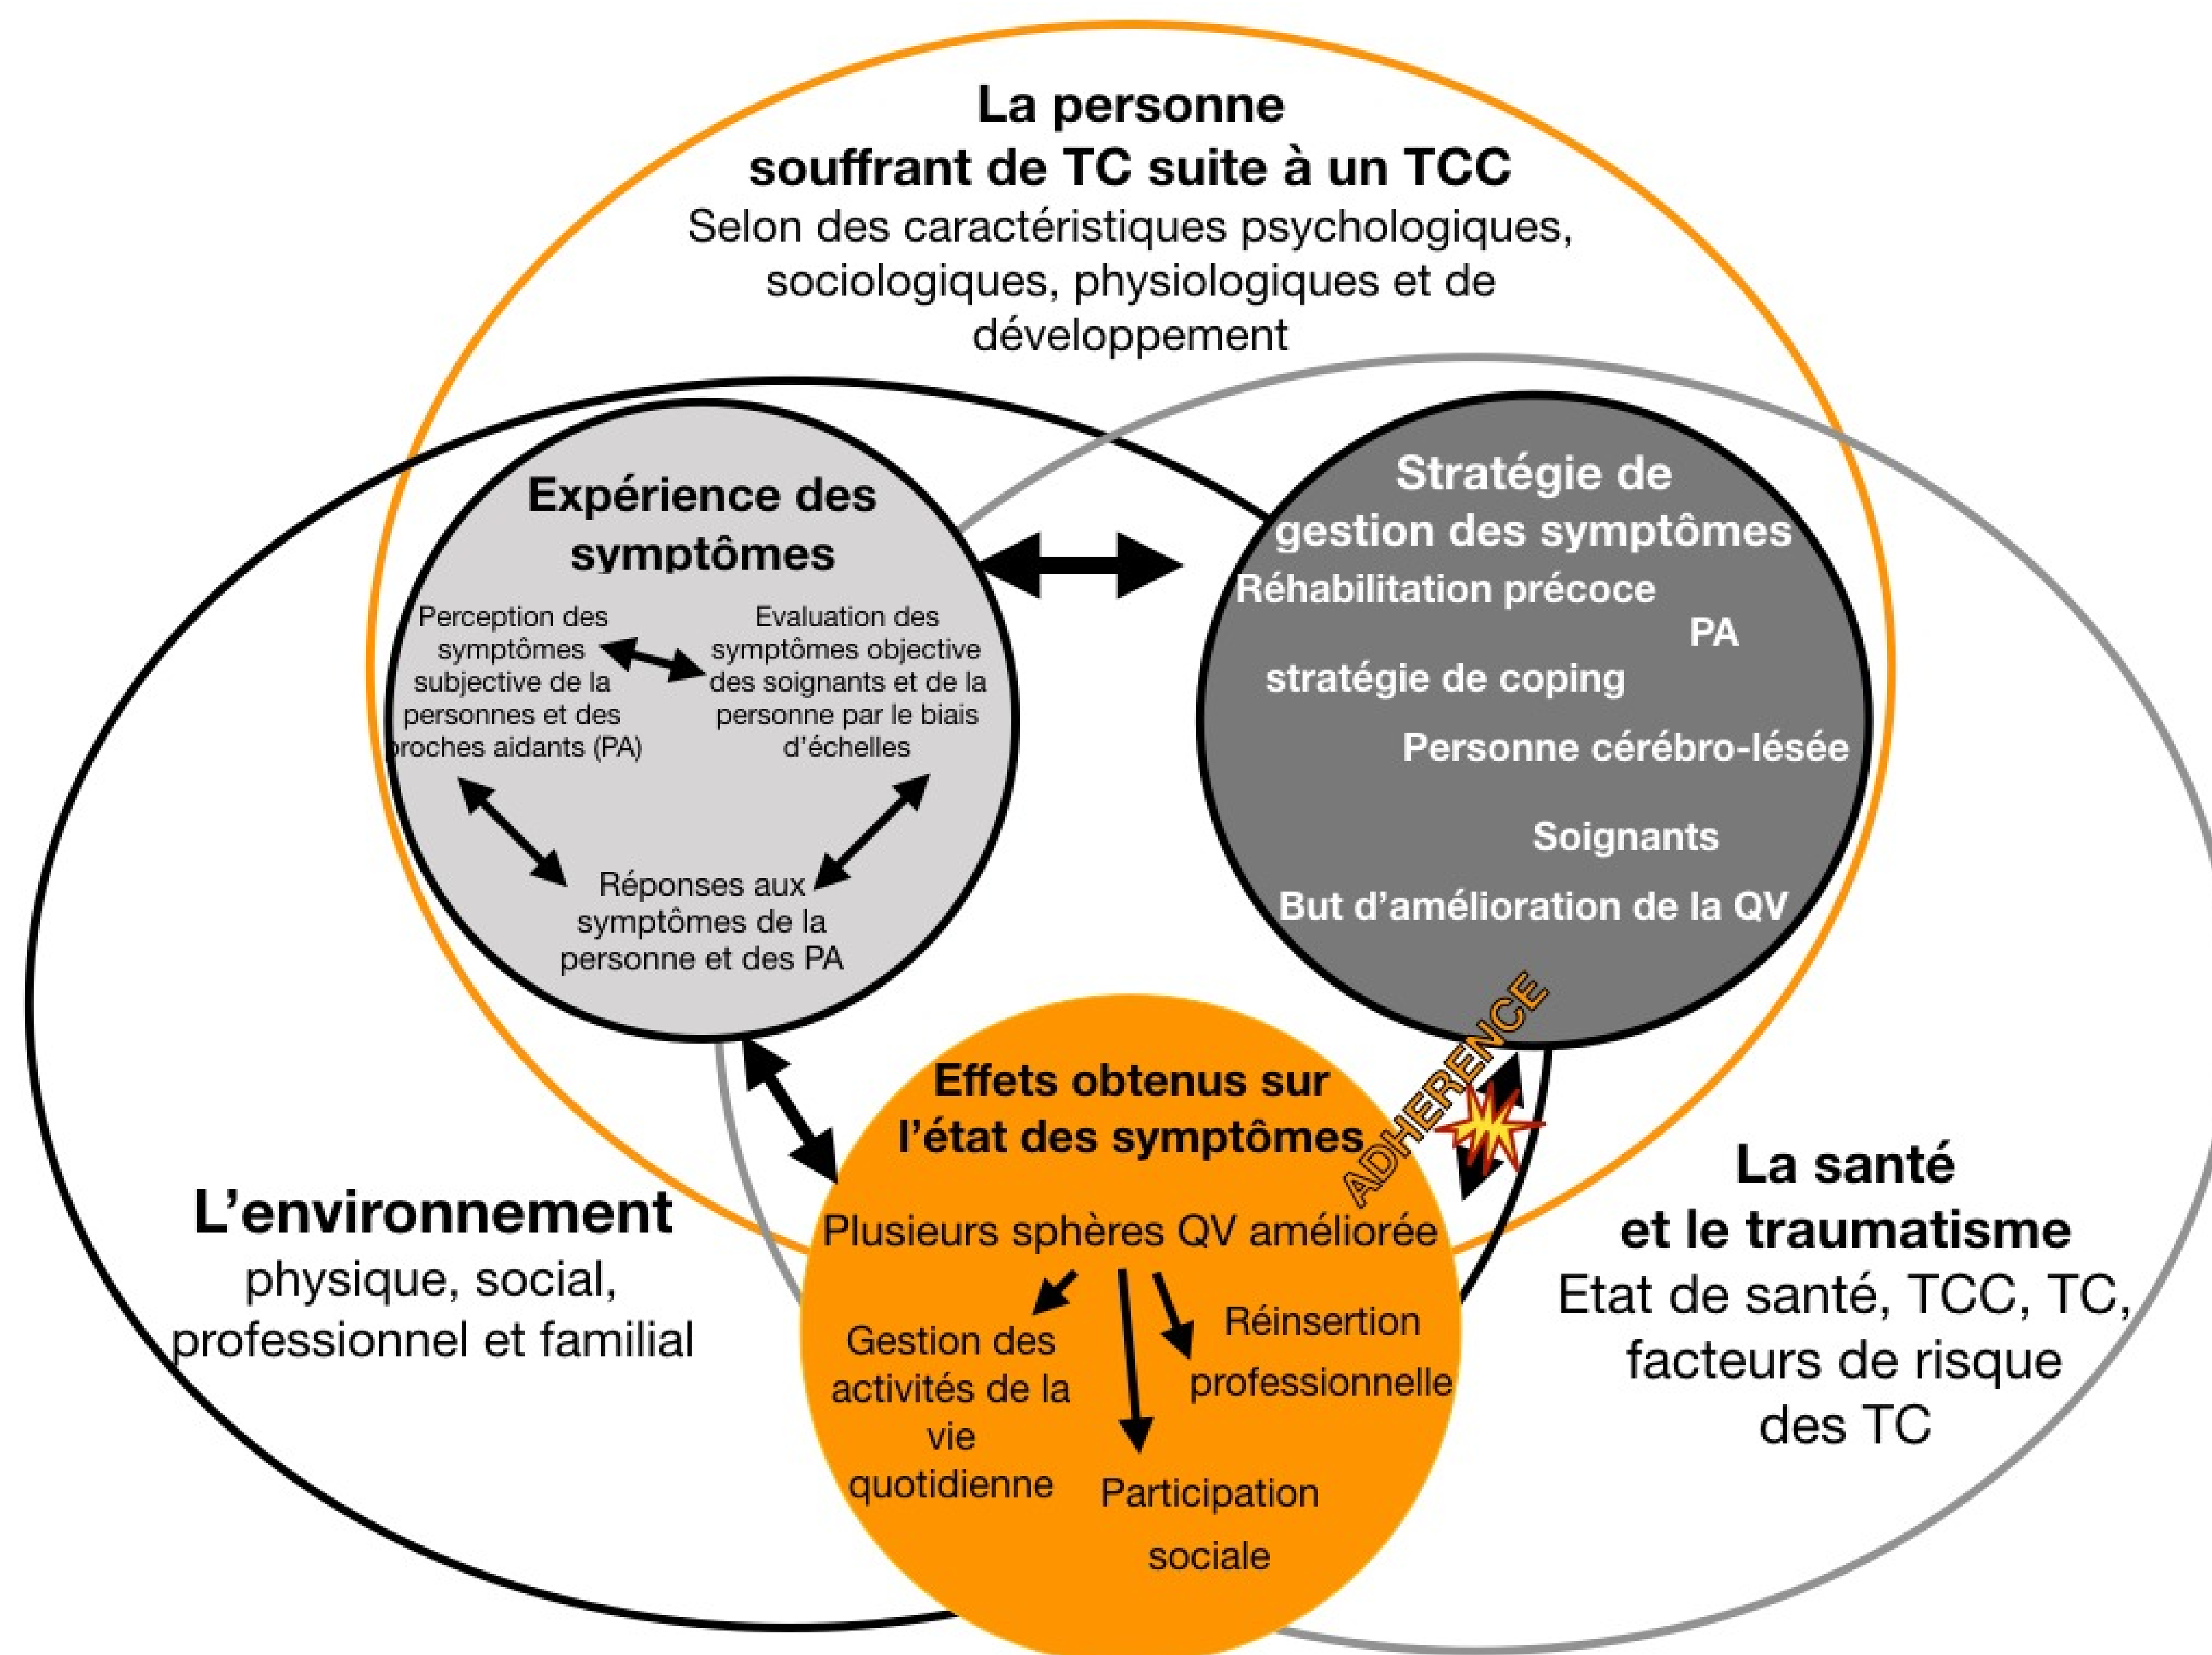 La personne
souffrant de TC suite à un TCC
Selon des caractéristiques psychologiques,
sociologiques, physiologiques et de
développement
Expérience des
symptômes
Perception des
symptômes
subjective de la
personnes et des
proches aidants (PA)
Evaluation des
symptômes objective
des soignants et de la
personne par le biais
d'échelles
Réponses aux
symptômes de la
personne et des PA
Stratégie de
gestion des symptômes
Réhabilitation précoce
PA
stratégie de coping
Personne cérébro-lésée
Soignants
But d'amélioration de la QV
ADHERENCE
Effets obtenus sur
l'état des symptômes
Plusieurs sphères QV améliorée
Gestion des
activités de la
vie
quotidienne
Participation
sociale
Réinsertion
professionnelle
L'environnement
physique, social,
professionnel et familial
La santé
et le traumatisme
Etat de santé, TCC, TC,
facteurs de risque
des TC